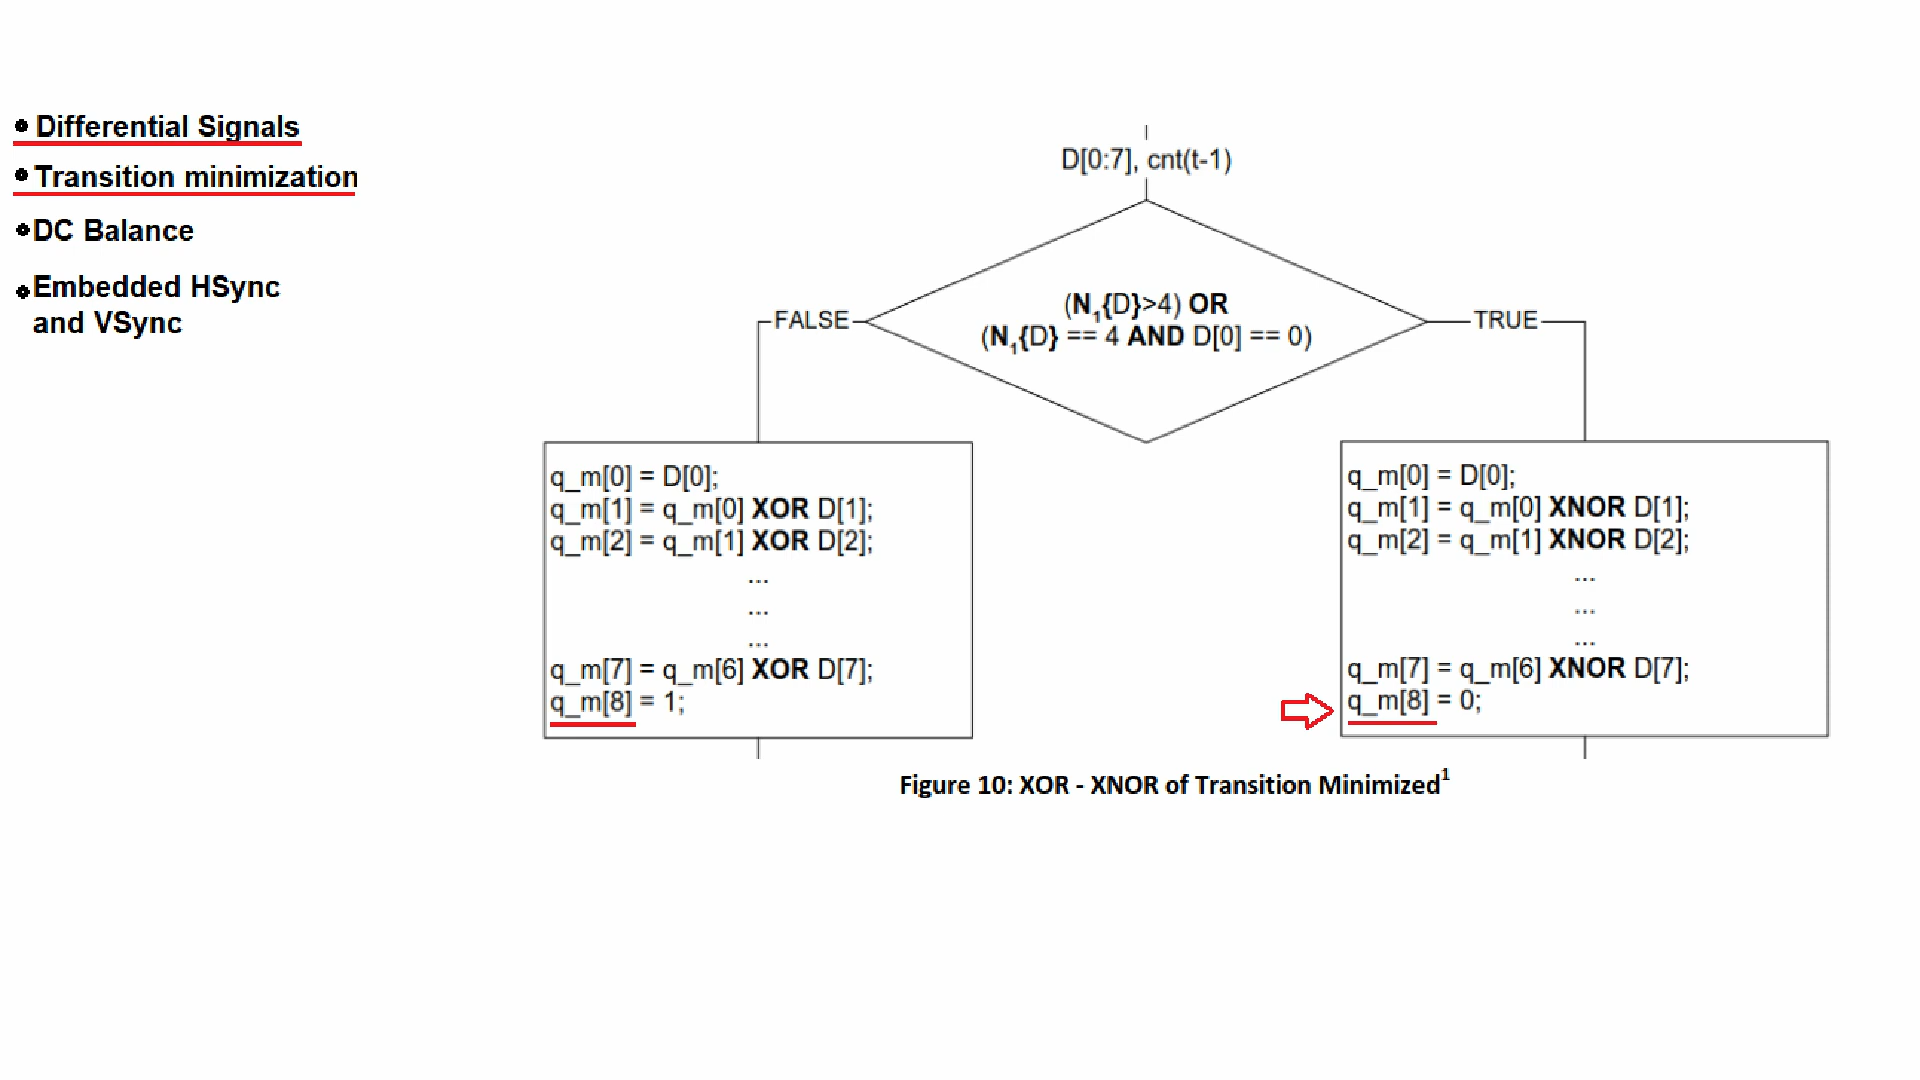 Differential Signals
Transition minimization
DC Balance
Embedded HSync
and VSync
D[0:7], cnt(t-1)
(N₁{D}>4) OR
(N₁{D} == 4 AND D[0] == 0)
FALSE
TRUE
q_m[0] = D[0];
q_m[1] = q_m[0] XOR D[1];
q_m[2] = q_m[1] XOR D[2];
...
...
...
q_m[7] = q_m[6] XOR D[7];
q_m[8] = 1;
q_m[0] = D[0];
q_m[1] = q_m[0] XNOR D[1];
q_m[2] = q_m[1] XNOR D[2];
...
...
...
q_m[7] = q_m[6] XNOR D[7];
q_m[8] = 0;
Figure 10: XOR - XNOR of Transition Minimized¹